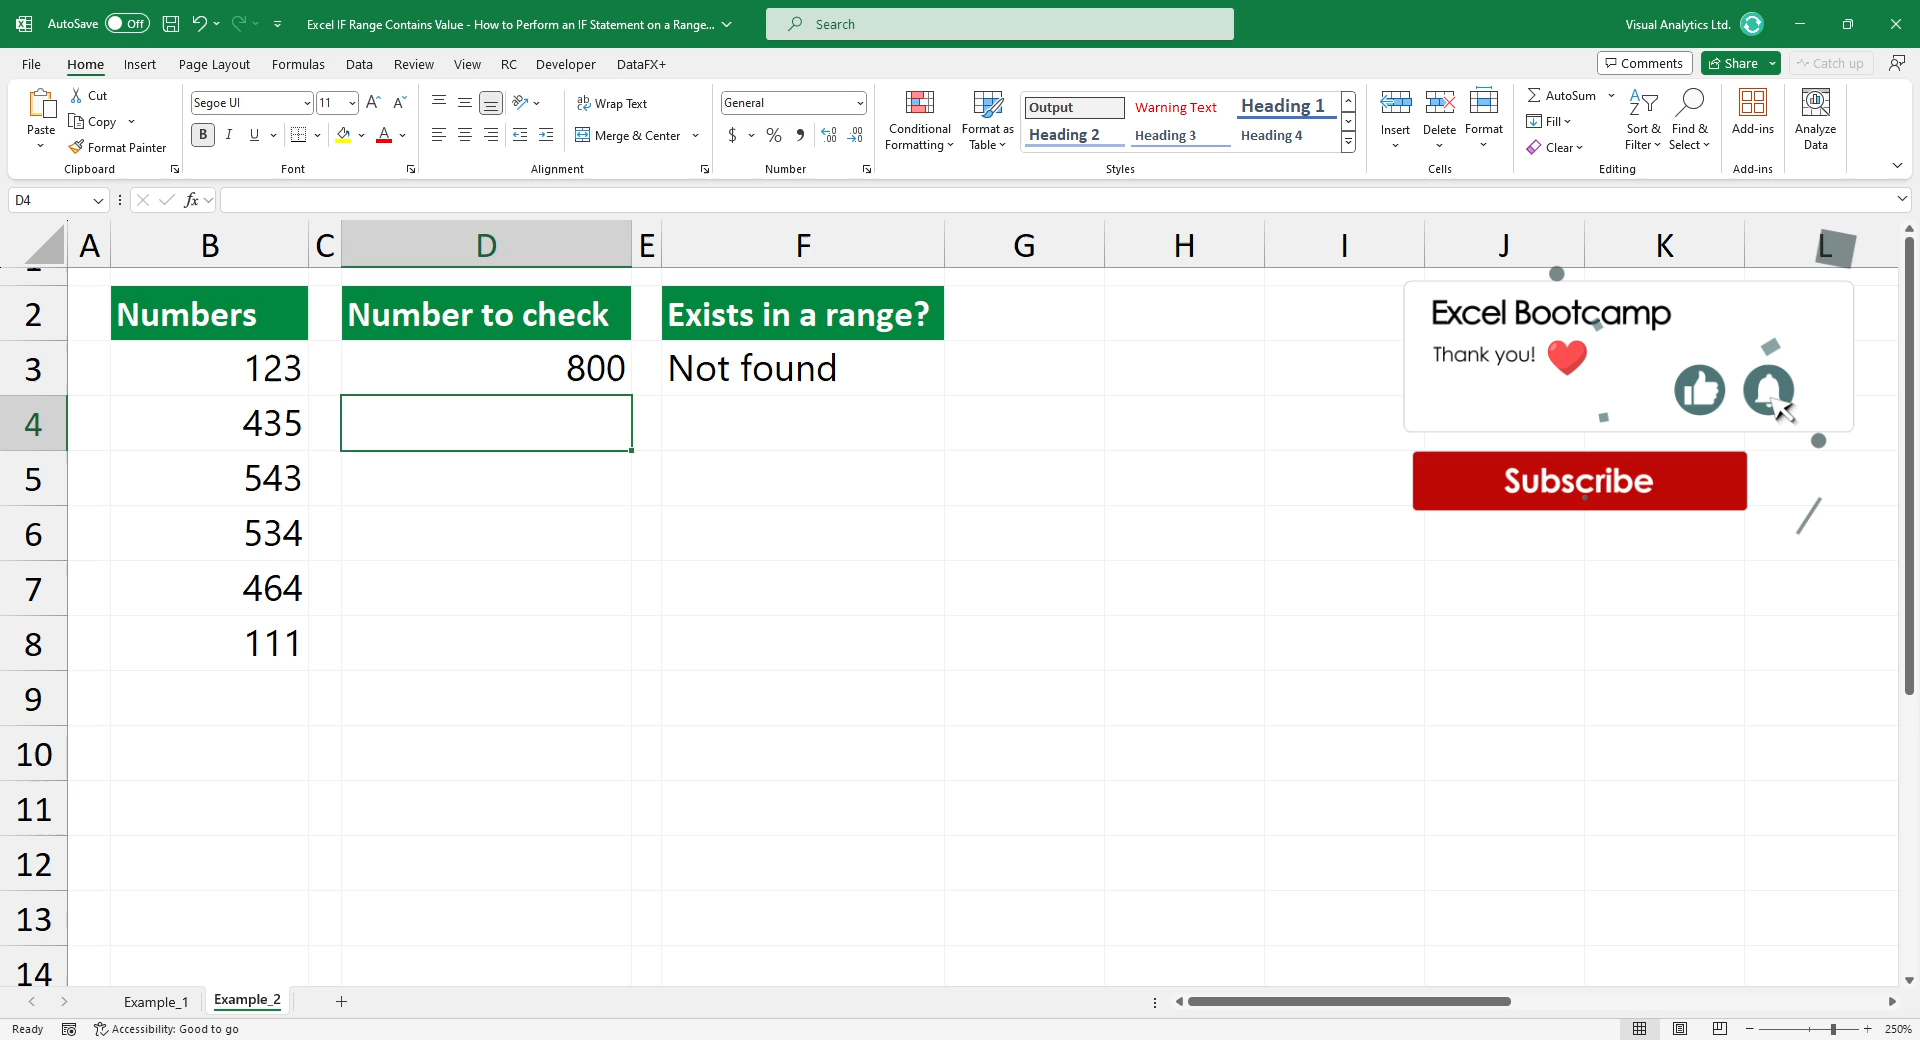 AutoSave Off Excel IF Range Contains Value - How to Perform an IF Statement on a Range... Search Visual Analytics Ltd.
File Home Insert Page Layout Formulas Data Review View RC Developer DataFX+ Comments Share Catch up
Paste Cut Copy Format Painter Clipboard
Segoe UI 11 B I U Font
Wrap Text Merge & Center Alignment
General $ % Number
Conditional Formatting Format as Table
Output Warning Text Heading 1
Heading 2 Heading 3 Heading 4
Styles
Insert Delete Format Cells
AutoSum Fill Clear Sort & Filter Find & Select Editing
Add-ins Add-ins
Analyze Data
D4 fx
A B C D E F G H I J K L
2 Numbers Number to check Exists in a range?
3 123 800 Not found
4 435
5 543
6 534
7 464
8 111
9
10
11
12
13
14
Excel Bootcamp
Thank you!
Subscribe
Example_1 Example_2
Ready Accessibility: Good to go 250%